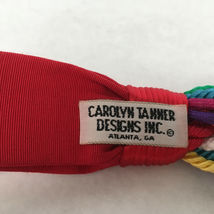 CAROLYN TANNER
DESIGNS INC.©
ATLANTA, GA